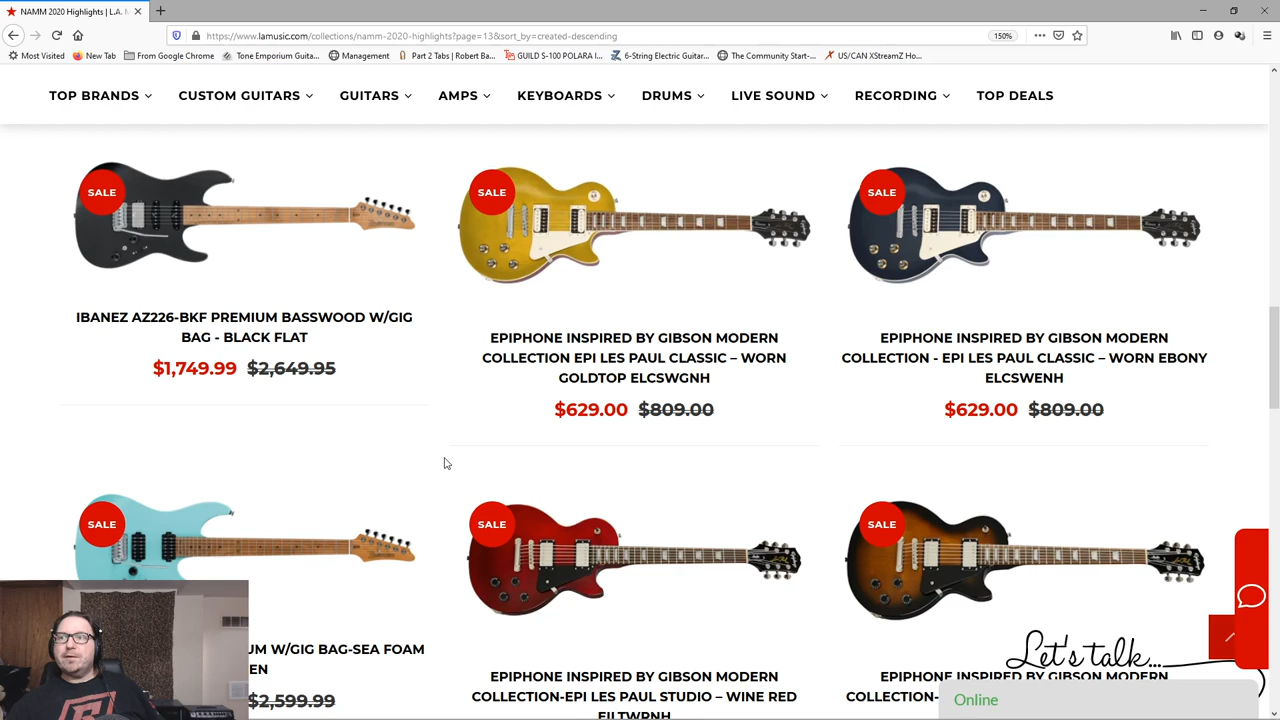 NAMM 2020 Highlights | L.A. M
https://www.lamusic.com/collections/namm-2020-highlights?page=13&sort_by=created-descending
150%
Most Visited
New Tab
From Google Chrome
Tone Emporium Guita...
Management
Part 2 Tabs | Robert Ba...
GUILD S-100 POLARA I...
6-String Electric Guitar...
The Community Start-...
US/CAN XStreamZ Ho...
TOP BRANDS
CUSTOM GUITARS
GUITARS
AMPS
KEYBOARDS
DRUMS
LIVE SOUND
RECORDING
TOP DEALS
SALE
IBANEZ AZ226-BKF PREMIUM BASSWOOD W/GIG
BAG - BLACK FLAT
$1,749.99 $2,649.95
SALE
EPIPHONE INSPIRED BY GIBSON MODERN
COLLECTION EPI LES PAUL CLASSIC – WORN
GOLDTOP ELCSWGNH
$629.00 $809.00
SALE
EPIPHONE INSPIRED BY GIBSON MODERN
COLLECTION - EPI LES PAUL CLASSIC – WORN EBONY
ELCSWENH
$629.00 $809.00
SALE
UM W/GIG BAG-SEA FOAM
EN
$2,599.99
SALE
EPIPHONE INSPIRED BY GIBSON MODERN
COLLECTION-EPI LES PAUL STUDIO – WINE RED
EILTWRNH
SALE
EPIPHONE INSPIRED BY GIBSON MODERN
COLLECTION-
Let's talk...
Online